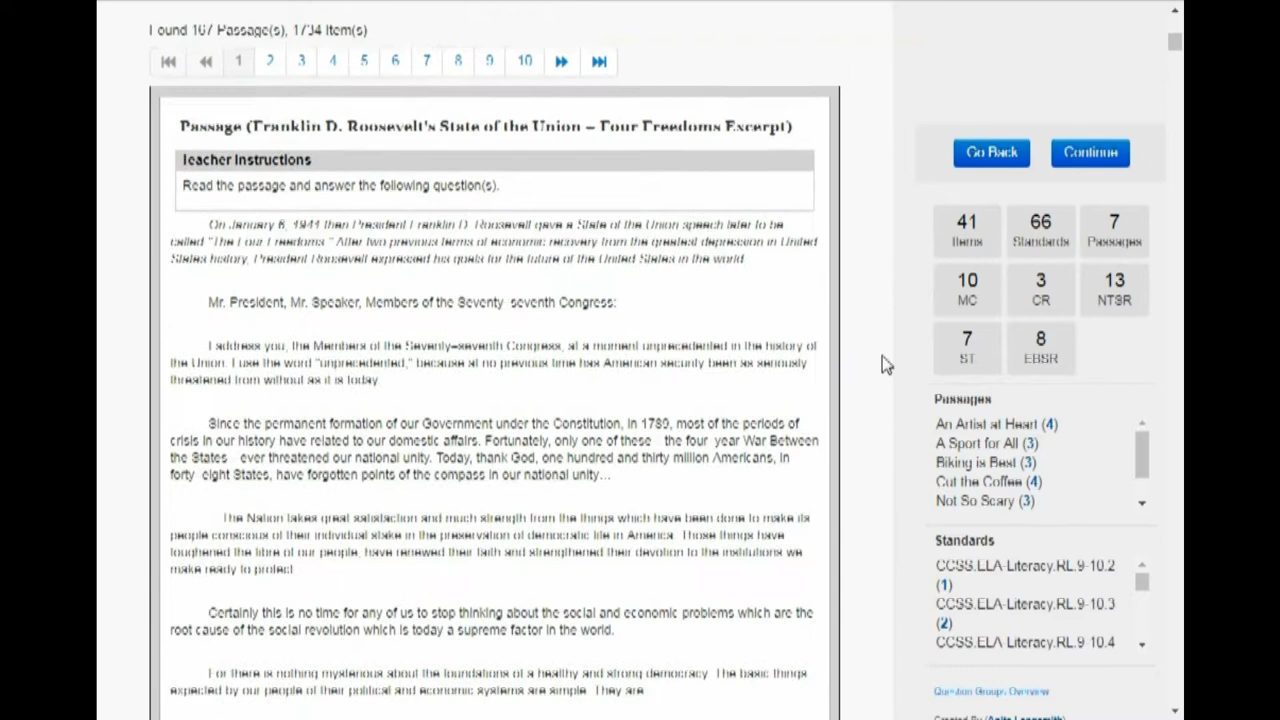 Found 167 Passage(s), 1734 Item(s)
1 2 3 4 5 6 7 8 9 10
Passage (Franklin D. Roosevelt's State of the Union – Four Freedoms Excerpt)
Teacher Instructions
Read the passage and answer the following question(s).
On January 6, 1941 then President Franklin D. Roosevelt gave a State of the Union speech later to be
called "The Four Freedoms." After two previous terms of economic recovery from the greatest depression in United
States history, President Roosevelt expressed his goals for the future of the United States in the world.
Mr. President, Mr. Speaker, Members of the Seventy seventh Congress:
I address you, the Members of the Seventy–seventh Congress, at a moment unprecedented in the history of
the Union. I use the word "unprecedented," because at no previous time has American security been as seriously
threatened from without as it is today.
Since the permanent formation of our Government under the Constitution, in 1789, most of the periods of
crisis in our history have related to our domestic affairs. Fortunately, only one of these the four year War Between
the States ever threatened our national unity. Today, thank God, one hundred and thirty million Americans, in
forty eight States, have forgotten points of the compass in our national unity...
The Nation takes great satisfaction and much strength from the things which have been done to make its
people conscious of their individual stake in the preservation of democratic life in America. Those things have
toughened the fibre of our people, have renewed their faith and strengthened their devotion to the institutions we
make ready to protect.
Certainly this is no time for any of us to stop thinking about the social and economic problems which are the
root cause of the social revolution which is today a supreme factor in the world.
For there is nothing mysterious about the foundations of a healthy and strong democracy. The basic things
expected by our people of their political and economic systems are simple. They are
Go Back Continue
41 66 7
Items Standards Passages
10 3 13
MC CR NTSR
7 8
ST EBSR
Passages
An Artist at Heart (4)
A Sport for All (3)
Biking is Best (3)
Cut the Coffee (4)
Not So Scary (3)
Standards
CCSS.ELA-Literacy.RL.9-10.2
(1)
CCSS.ELA-Literacy.RL.9-10.3
(2)
CCSS.ELA-Literacy.RL.9-10.4
Question Groups Overview